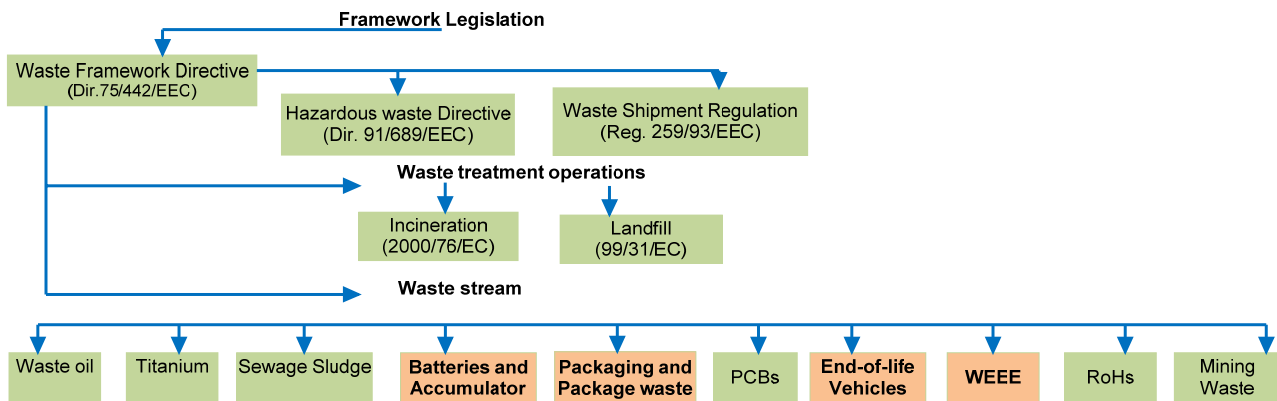 Framework Legislation
Waste Framework Directive
(Dir.75/442/EEC)
Hazardous waste Directive
(Dir. 91/689/EEC)
Waste Shipment Regulation
(Reg. 259/93/EEC)
Waste treatment operations
Incineration
(2000/76/EC)
Landfill
(99/31/EC)
Waste stream
Waste oil
Titanium
Sewage Sludge
Batteries and
Accumulator
Packaging and
Package waste
PCBs
End-of-life
Vehicles
WEEE
RoHs
Mining
Waste